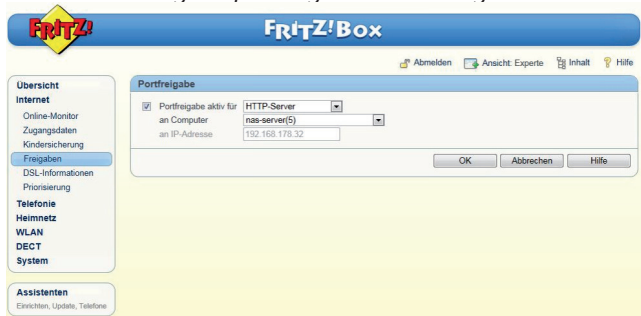 FRITZ!
FRITZ!BOX
Abmelden Ansicht: Experte Inhalt Hilfe
Übersicht
Internet
Online-Monitor
Zugangsdaten
Kindersicherung
Freigaben
DSL-Informationen
Priorisierung
Telefonie
Heimnetz
WLAN
DECT
System
Assistenten
Einrichten, Update, Telefone
Portfreigabe
Portfreigabe aktiv für HTTP-Server
an Computer nas-server(5)
an IP-Adresse 192.168.178.32
OK Abbrechen Hilfe